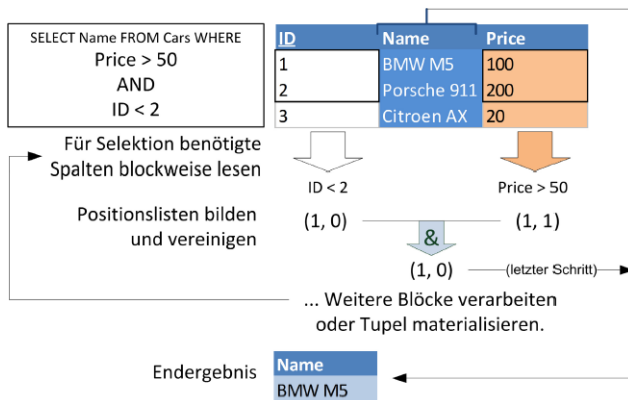 SELECT Name FROM Cars WHERE
Price > 50
AND
ID < 2
ID Name Price
1 BMW M5 100
2 Porsche 911 200
3 Citroen AX 20
Für Selektion benötigte
Spalten blockweise lesen
ID < 2 Price > 50
Positionslisten bilden
und vereinigen
(1, 0) (1, 1)
&
(1, 0) (letzter Schritt)
... Weitere Blöcke verarbeiten
oder Tupel materialisieren.
Endergebnis
Name
BMW M5